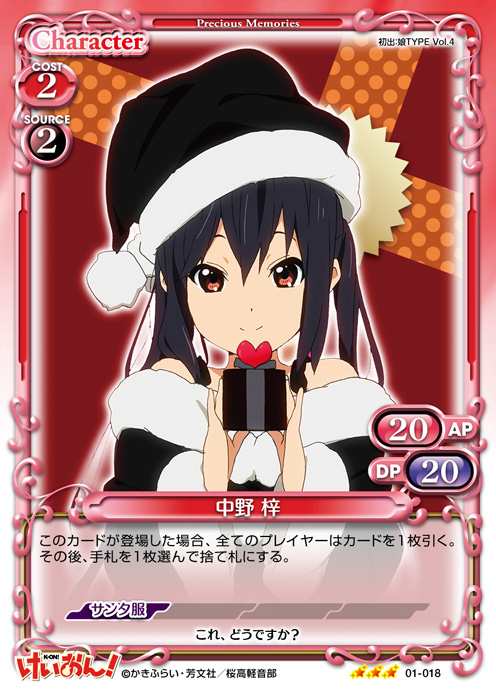 Precious Memories
Character
初出:娘TYPE Vol.4
COST
2
SOURCE
2
20 AP
DP 20
中野 梓
このカードが登場した場合、全てのプレイヤーはカードを1枚引く。
その後、手札を1枚選んで捨て札にする。
サンタ服
これ、どうですか?
K-ON!
けいおん! ©かきふらい・芳文社/桜高軽音部
01-018